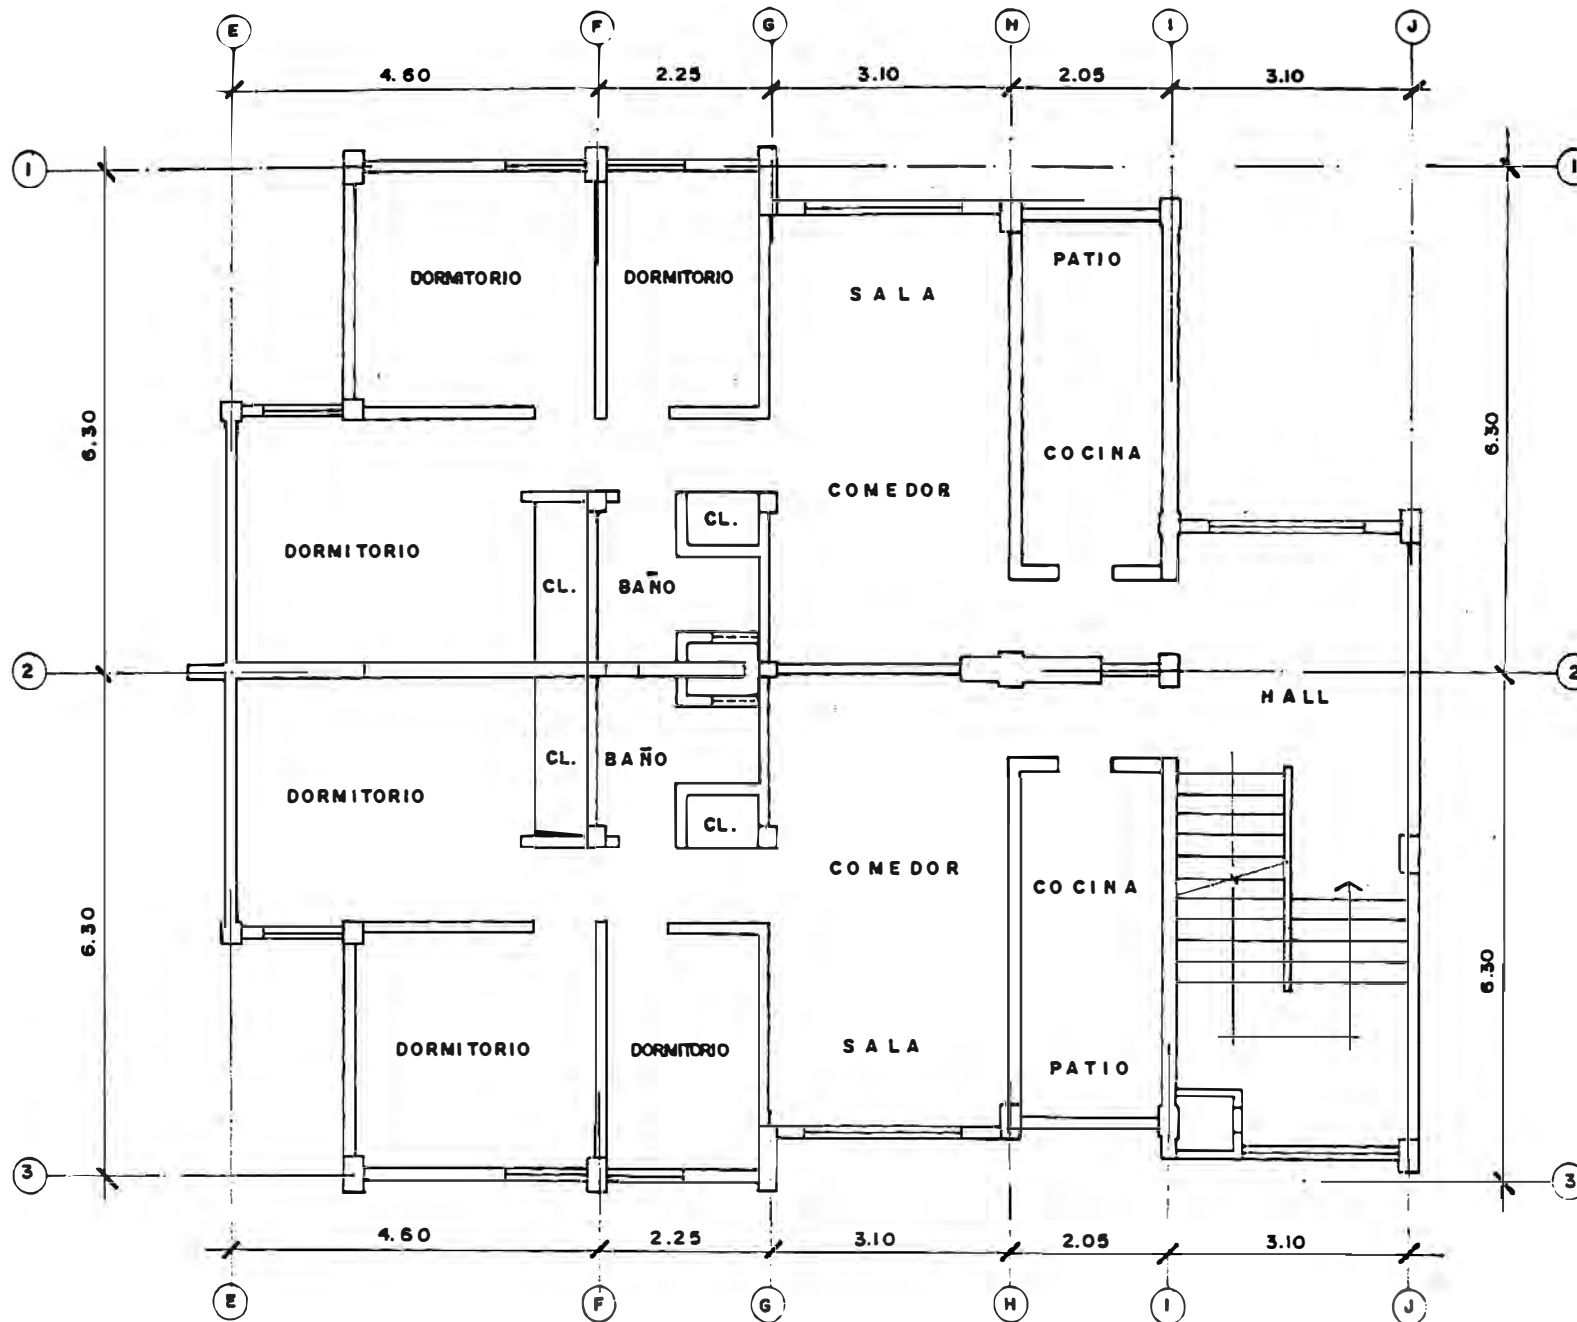 E F G H I J
4.60 2.25 3.10 2.05 3.10
1 1
DORMITORIO DORMITORIO SALA PATIO
6.30 COCINA 6.30
COMEDOR
CL.
DORMITORIO CL. BAÑO
2 2
HALL
CL. BAÑO
DORMITORIO
CL.
COMEDOR COCINA
6.30 6.30
DORMITORIO DORMITORIO SALA PATIO
3 3
4.60 2.25 3.10 2.05 3.10
E F G H I J